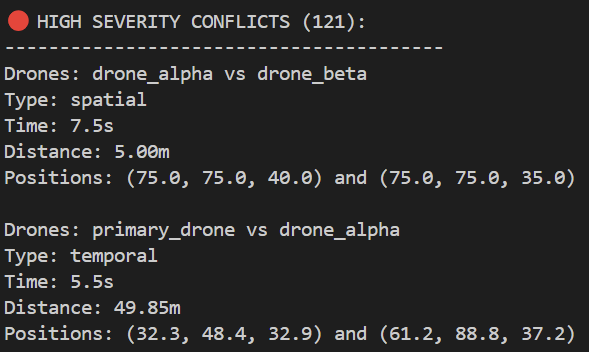 🔴 HIGH SEVERITY CONFLICTS (121):
----------------------------------------
Drones: drone_alpha vs drone_beta
Type: spatial
Time: 7.5s
Distance: 5.00m
Positions: (75.0, 75.0, 40.0) and (75.0, 75.0, 35.0)

Drones: primary_drone vs drone_alpha
Type: temporal
Time: 5.5s
Distance: 49.85m
Positions: (32.3, 48.4, 32.9) and (61.2, 88.8, 37.2)